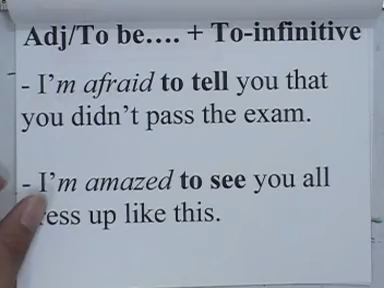 Adj/To be.... + To-infinitive
- I'm afraid to tell you that
you didn't pass the exam.
- I'm amazed to see you all
ess up like this.